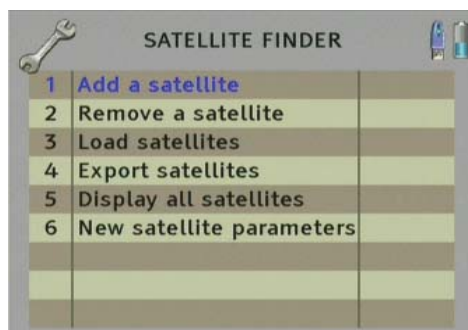 SATELLITE FINDER
1 Add a satellite
2 Remove a satellite
3 Load satellites
4 Export satellites
5 Display all satellites
6 New satellite parameters